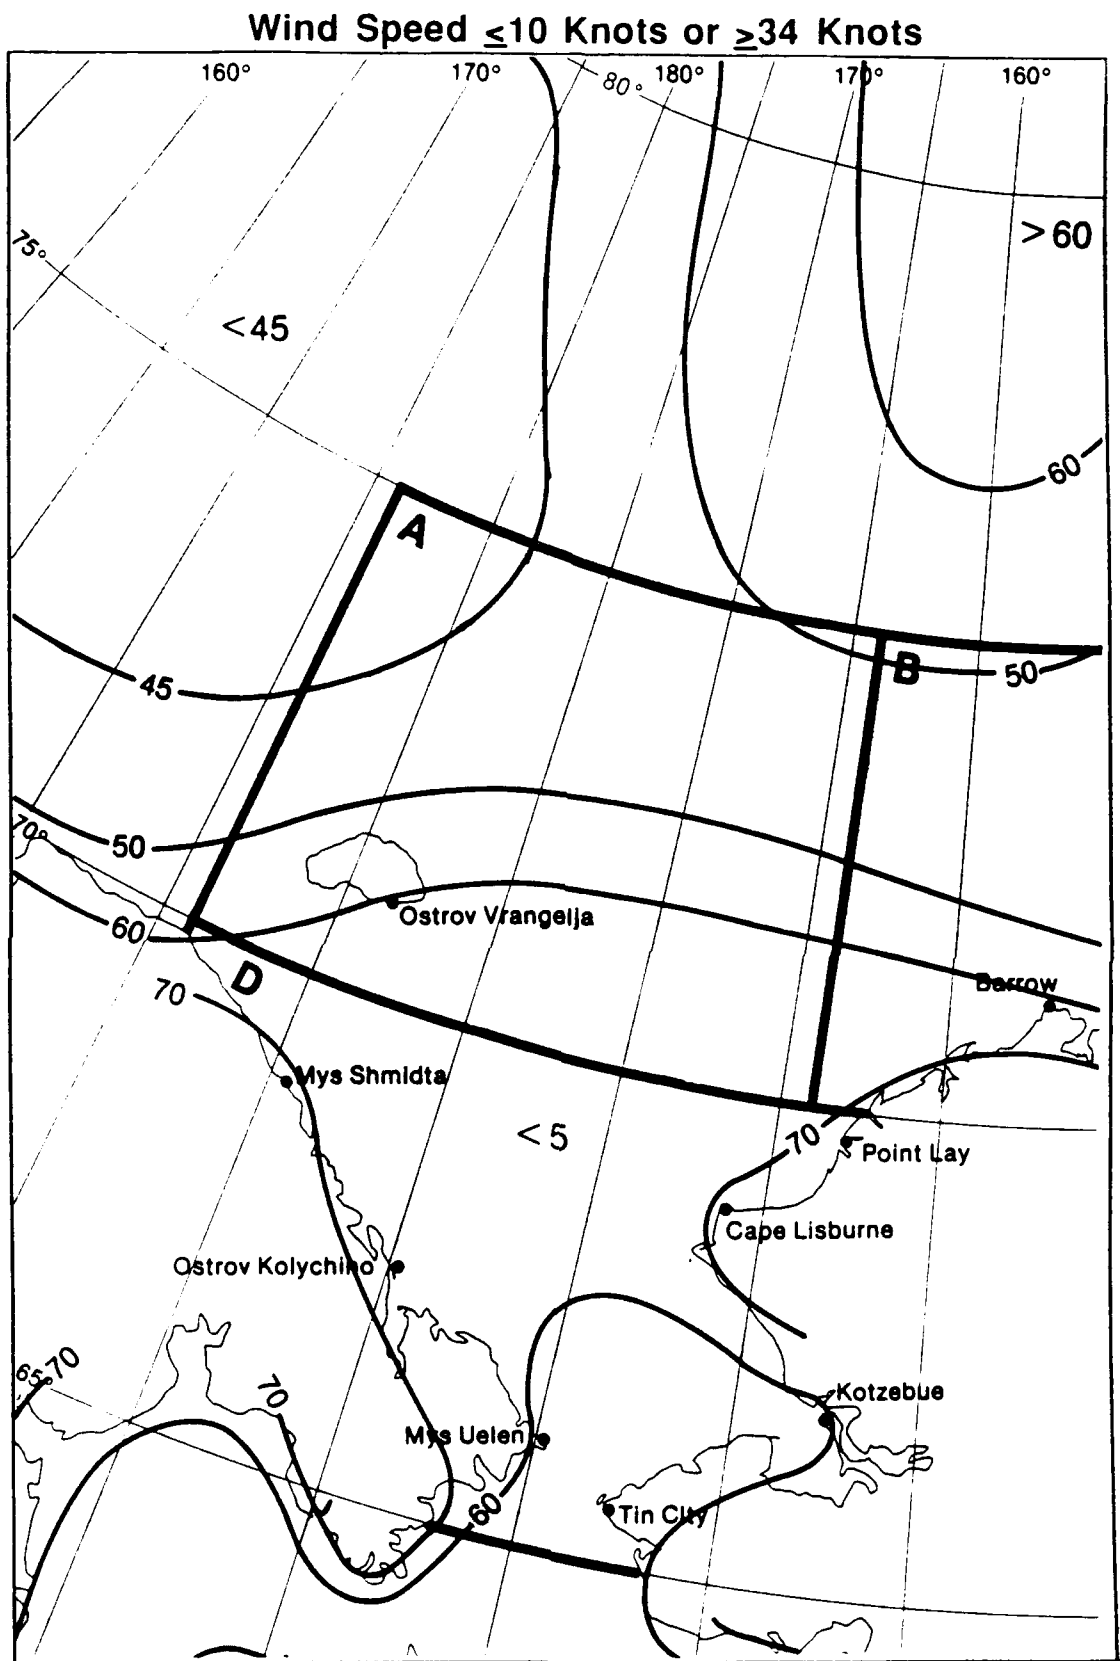 Wind Speed ≤10 Knots or ≥34 Knots
160° 170° 80° 180° 170° 160°
>60
75°
<45
60
A
B
50
45
50
70°
60
Ostrov Vrangelja
D
70
Barrow
Mys Shmidta
<5
70
Point Lay
Cape Lisburne
Ostrov Kolychino
65° 70
70
Kotzebue
Mys Uelen
60
Tin City